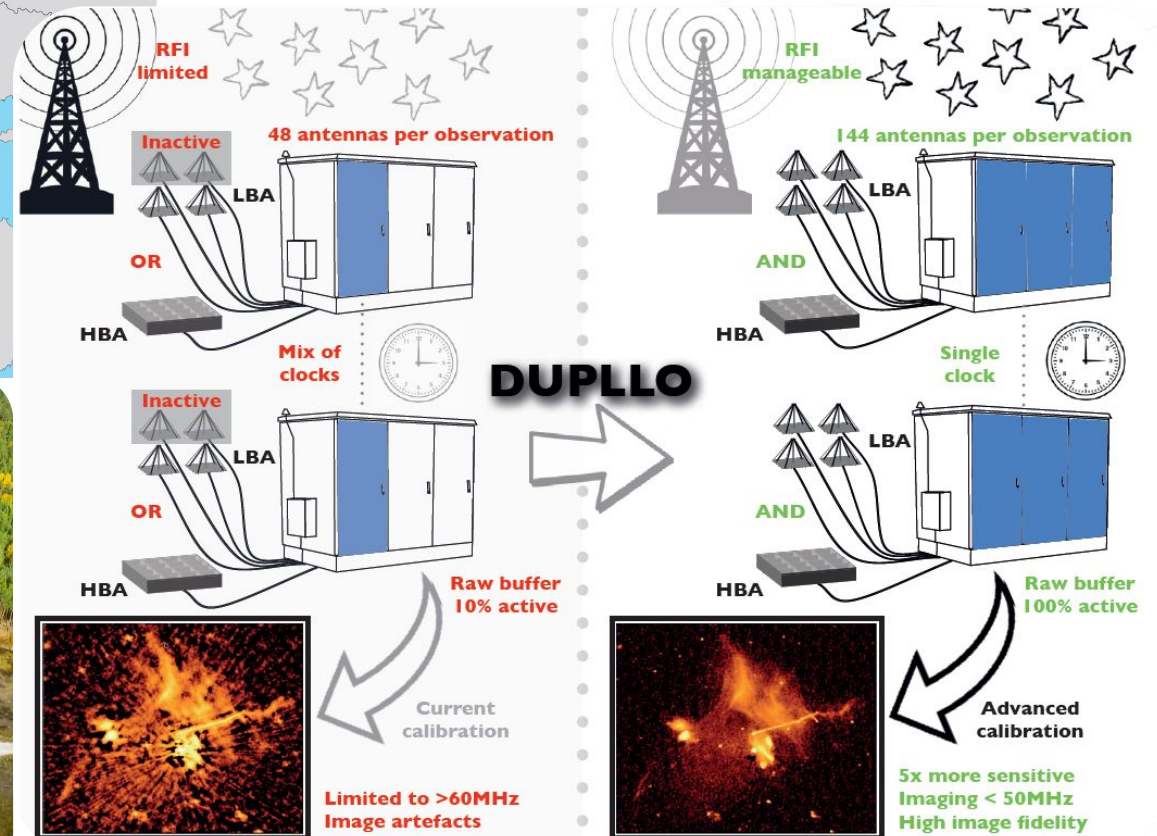 RFI
limited
48 antennas per observation
Inactive
LBA
OR
HBA
Mix of
clocks
Inactive
LBA
OR
HBA
Raw buffer
10% active
Current
calibration
Limited to >60MHz
Image artefacts
DUPLLO
RFI
manageable
144 antennas per observation
LBA
AND
HBA
Single
clock
LBA
AND
HBA
Raw buffer
100% active
Advanced
calibration
5x more sensitive
Imaging < 50MHz
High image fidelity